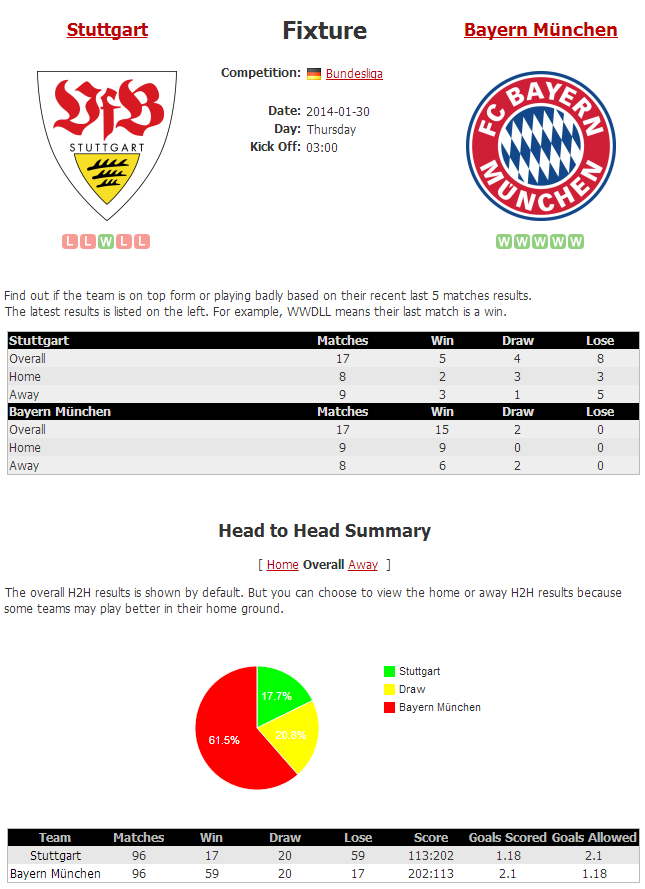 Stuttgart
Fixture
Bayern München
Competition: Bundesliga
Date: 2014-01-30
Day: Thursday
Kick Off: 03:00
VfB
STUTTGART
FC BAYERN
MÜNCHEN
L L W L L
W W W W W
Find out if the team is on top form or playing badly based on their recent last 5 matches results.
The latest results is listed on the left. For example, WWDLL means their last match is a win.
Stuttgart Matches Win Draw Lose
Overall 17 5 4 8
Home 8 2 3 3
Away 9 3 1 5
Bayern München Matches Win Draw Lose
Overall 17 15 2 0
Home 9 9 0 0
Away 8 6 2 0
Head to Head Summary
[ Home Overall Away ]
The overall H2H results is shown by default. But you can choose to view the home or away H2H results because
some teams may play better in their home ground.
Stuttgart
Draw
Bayern München
17.7%
20.8%
61.5%
Team Matches Win Draw Lose Score Goals Scored Goals Allowed
Stuttgart 96 17 20 59 113:202 1.18 2.1
Bayern München 96 59 20 17 202:113 2.1 1.18